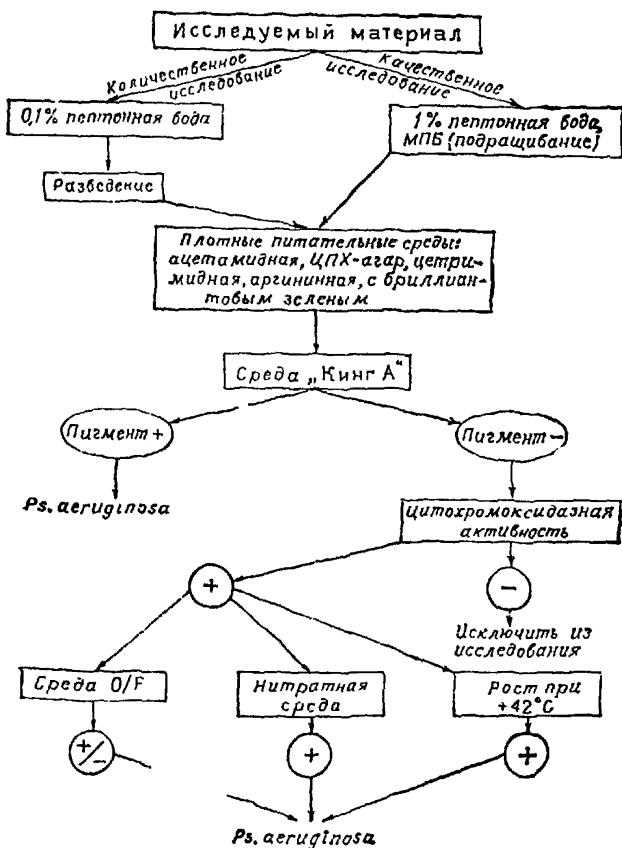 Исследуемый материал
Количественное
исследование
Качественное
исследование
0,1% пептонная вода
1% пептонная вода,
МПБ (подращивание)
Разведение
Плотные питательные среды:
ацетамидная, ЦПХ-агар, цетри-
мидная, аргининная, с бриллиан-
товым зеленым
Среда „Кинг А"
Пигмент +
Пигмент –
Ps. aeruginosa
Цитохромоксидазная
активность
+
–
Исключить из
исследования
Среда O/F
Нитратная
среда
Рост при
+42°C
+/-
+
+
Ps. aeruginosa